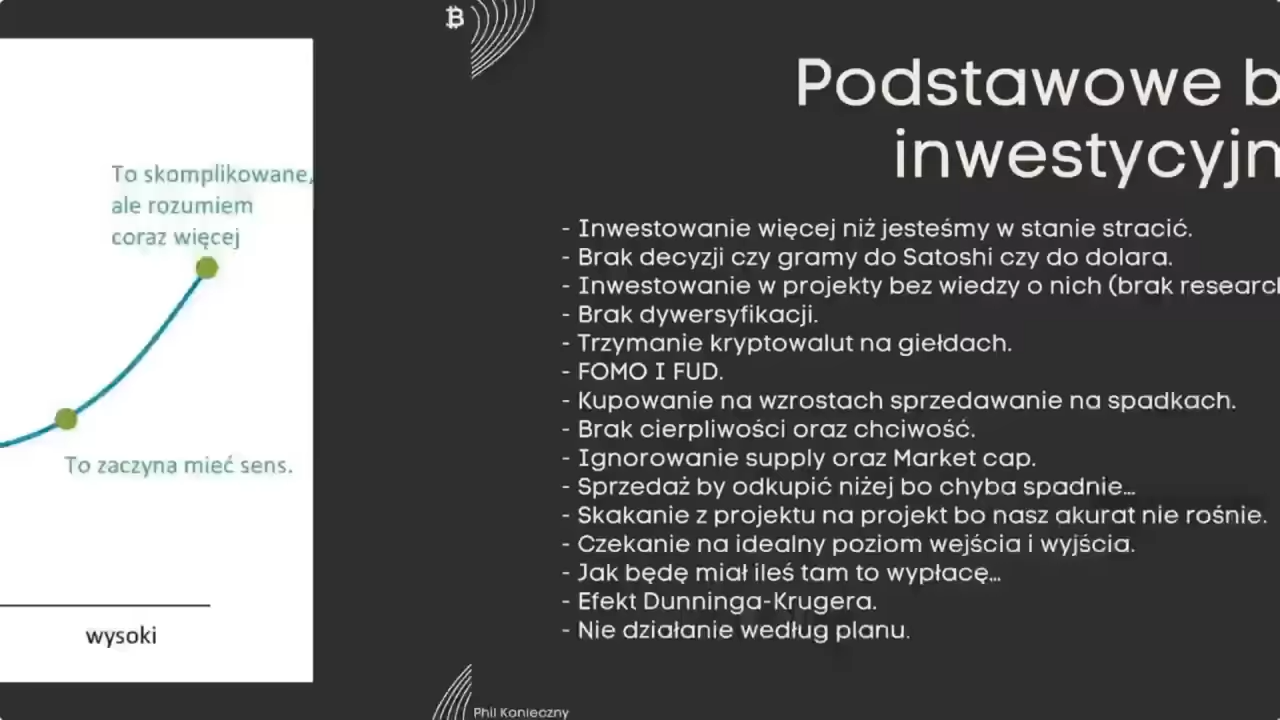 To skomplikowane,
ale rozumiem
coraz więcej
To zaczyna mieć sens.
wysoki
Podstawowe b
inwestycyjn
- Inwestowanie więcej niż jesteśmy w stanie stracić.
- Brak decyzji czy gramy do Satoshi czy do dolara.
- Inwestowanie w projekty bez wiedzy o nich (brak research
- Brak dywersyfikacji.
- Trzymanie kryptowalut na giełdach.
- FOMO I FUD.
- Kupowanie na wzrostach sprzedawanie na spadkach.
- Brak cierpliwości oraz chciwość.
- Ignorowanie supply oraz Market cap.
- Sprzedaż by odkupić niżej bo chyba spadnie...
- Skakanie z projektu na projekt bo nasz akurat nie rośnie.
- Czekanie na idealny poziom wejścia i wyjścia.
- Jak będę miał ileś tam to wypłacę...
- Efekt Dunninga-Krugera.
- Nie działanie według planu.
Phil Konieczny